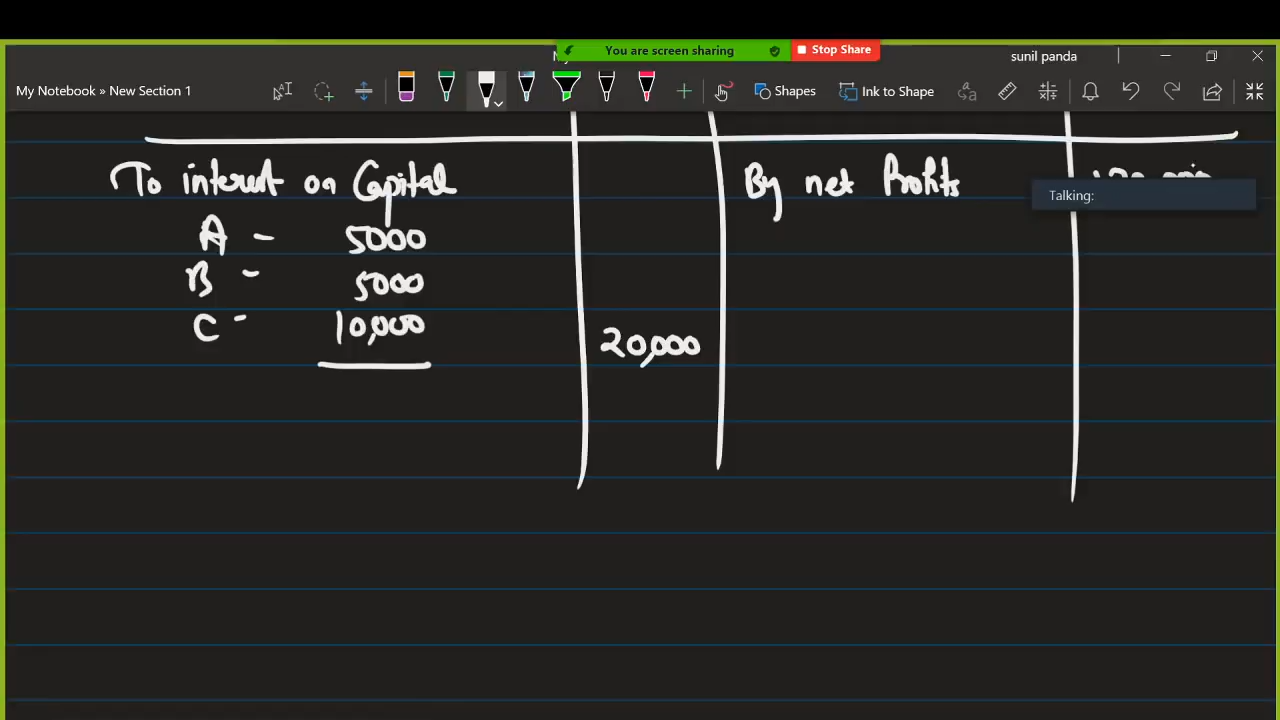 You are screen sharing
Stop Share
My
sunil panda
My Notebook » New Section 1
Shapes
Ink to Shape
To interest on Capital
By net Profits
Talking:
A - 5000
B - 5000
C - 10,000
20,000